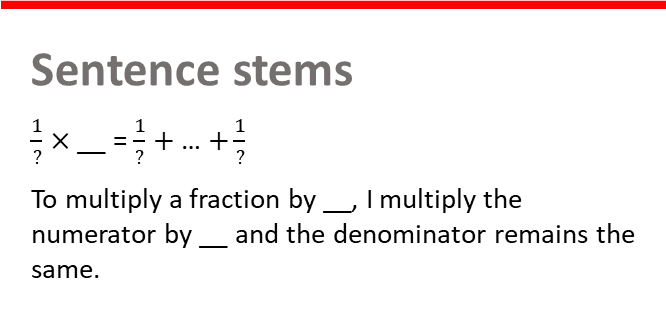 Sentence stems
1/? × __ = 1/? + ... + 1/?
To multiply a fraction by __, I multiply the
numerator by __ and the denominator remains the
same.